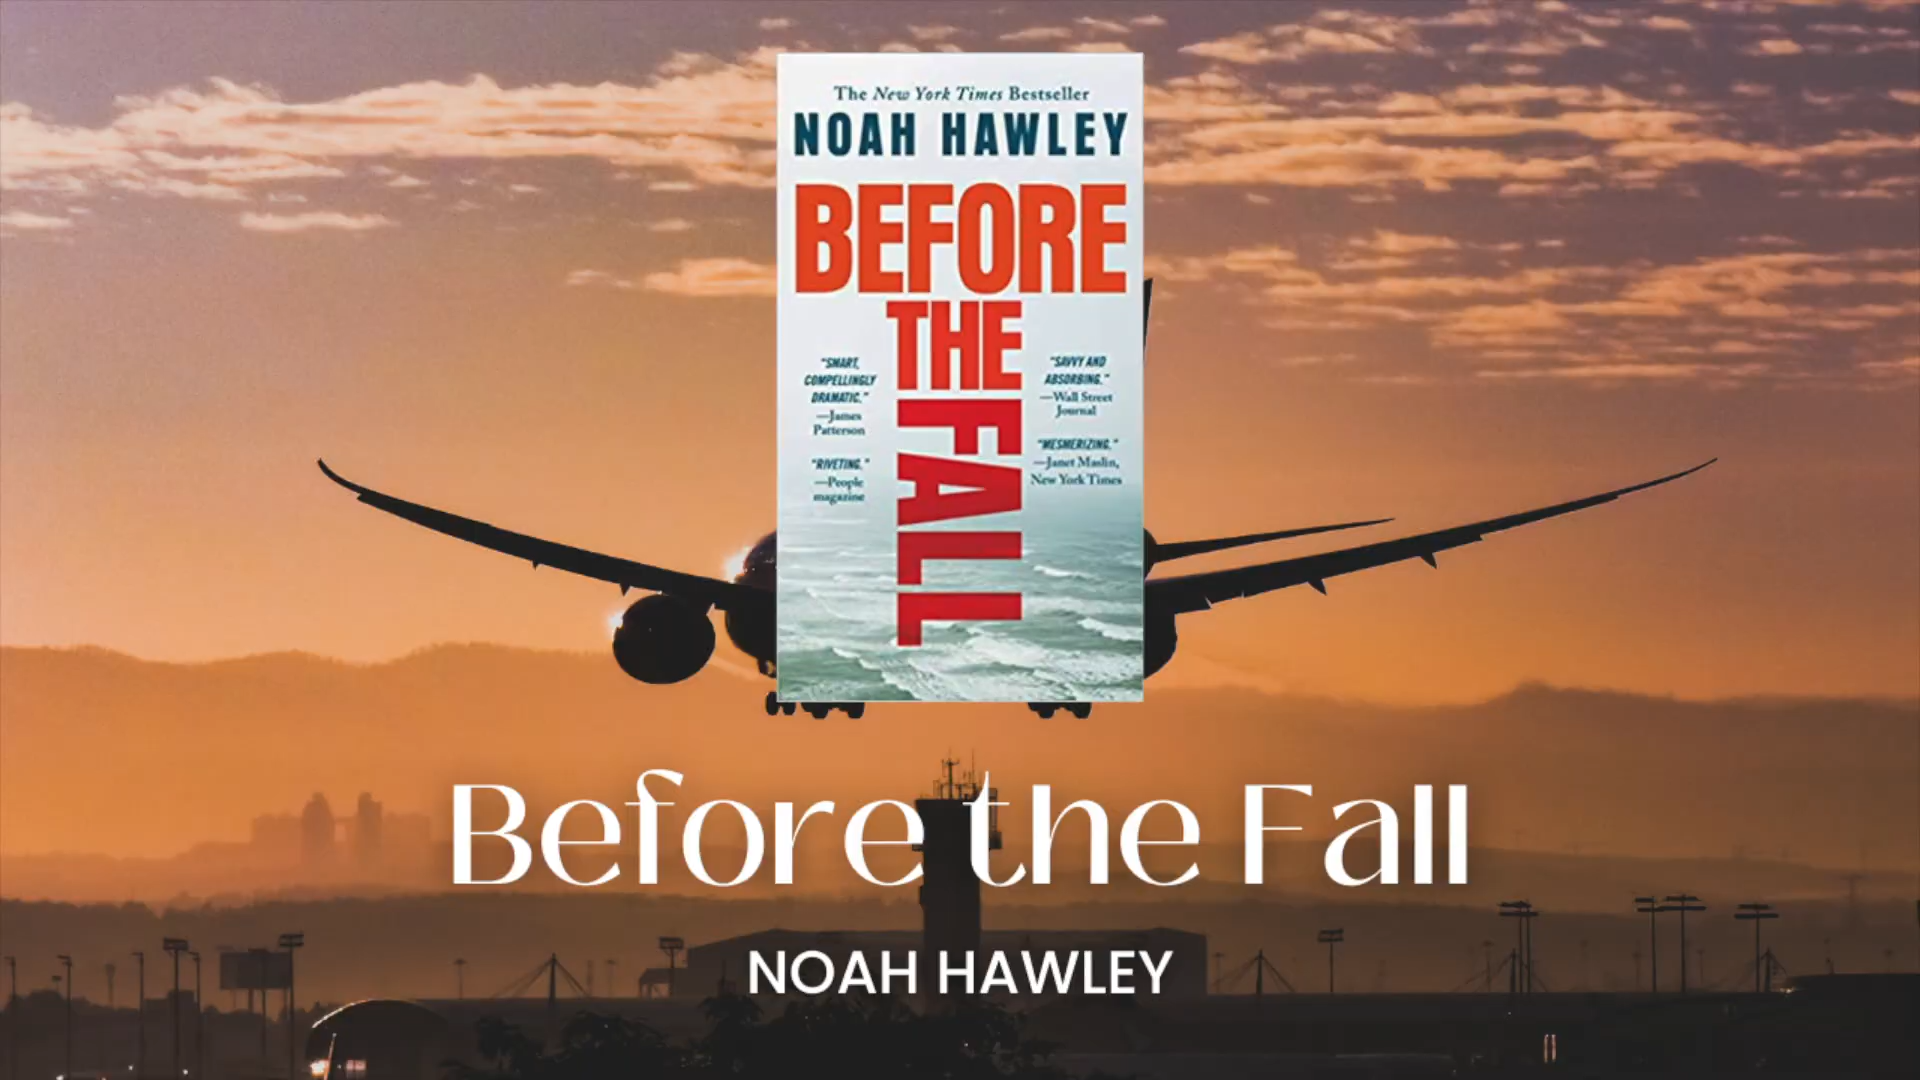 The New York Times Bestseller
NOAH HAWLEY
BEFORE
THE
FALL
"SMART,
COMPELLINGLY
DRAMATIC."
—James
Patterson
"RIVETING."
—People
magazine
"SAVVY AND
ABSORBING."
—Wall Street
Journal
"MESMERIZING."
—Janet Maslin,
New York Times
Before the Fall
NOAH HAWLEY